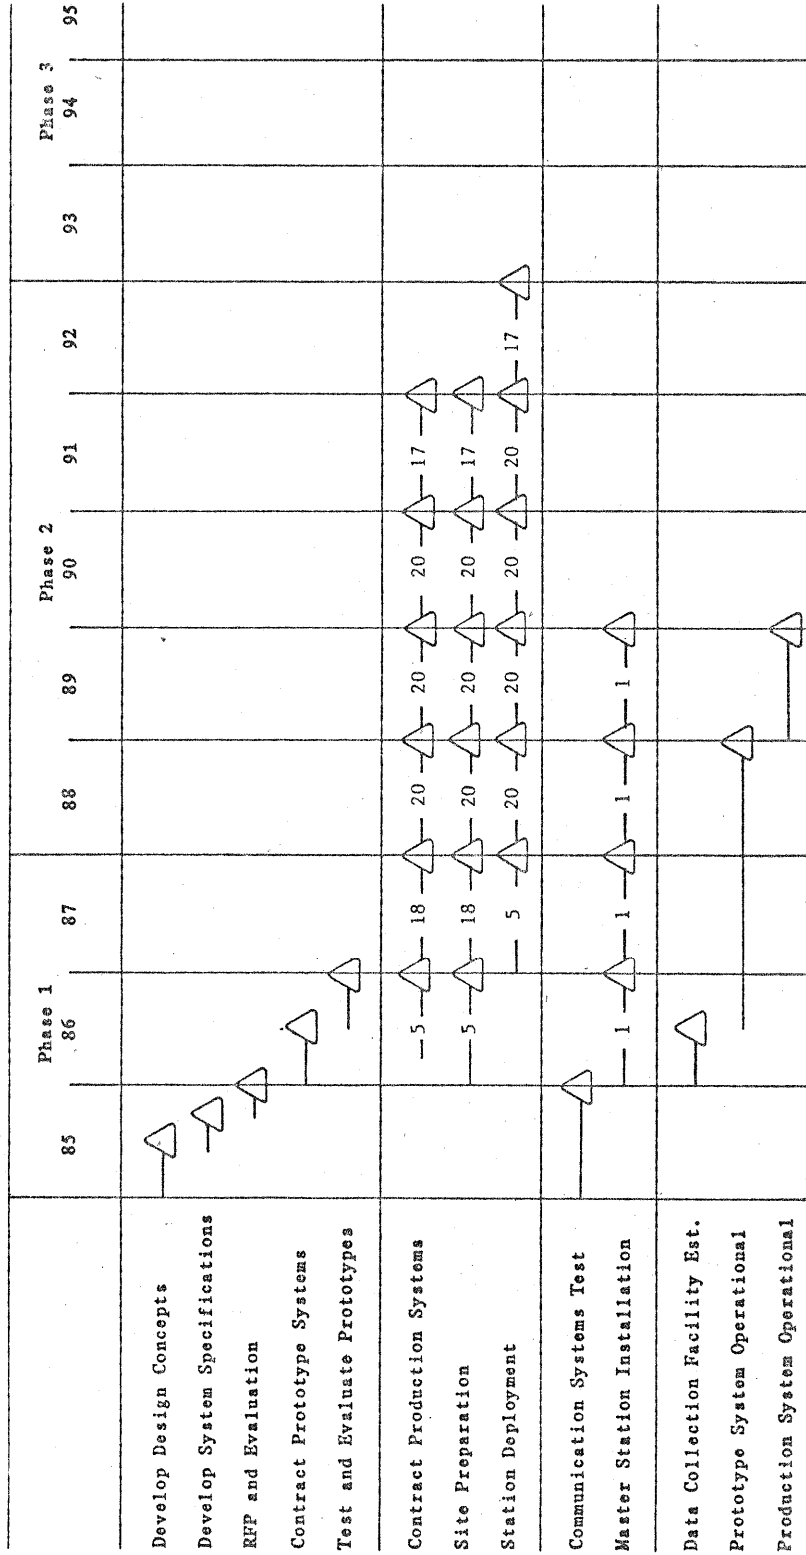 Phase 1 Phase 2 Phase 3
85 86 87 88 89 90 91 92 93 94 95
Develop Design Concepts
Develop System Specifications
RFP and Evaluation
Contract Prototype Systems
Test and Evaluate Prototypes
Contract Production Systems 5 18 20 20 20 17
Site Preparation 5 18 20 20 20 17
Station Deployment 5 20 20 20 20 17
Communication Systems Test
Master Station Installation 1 1 1 1
Data Collection Facility Est.
Prototype System Operational
Production System Operational